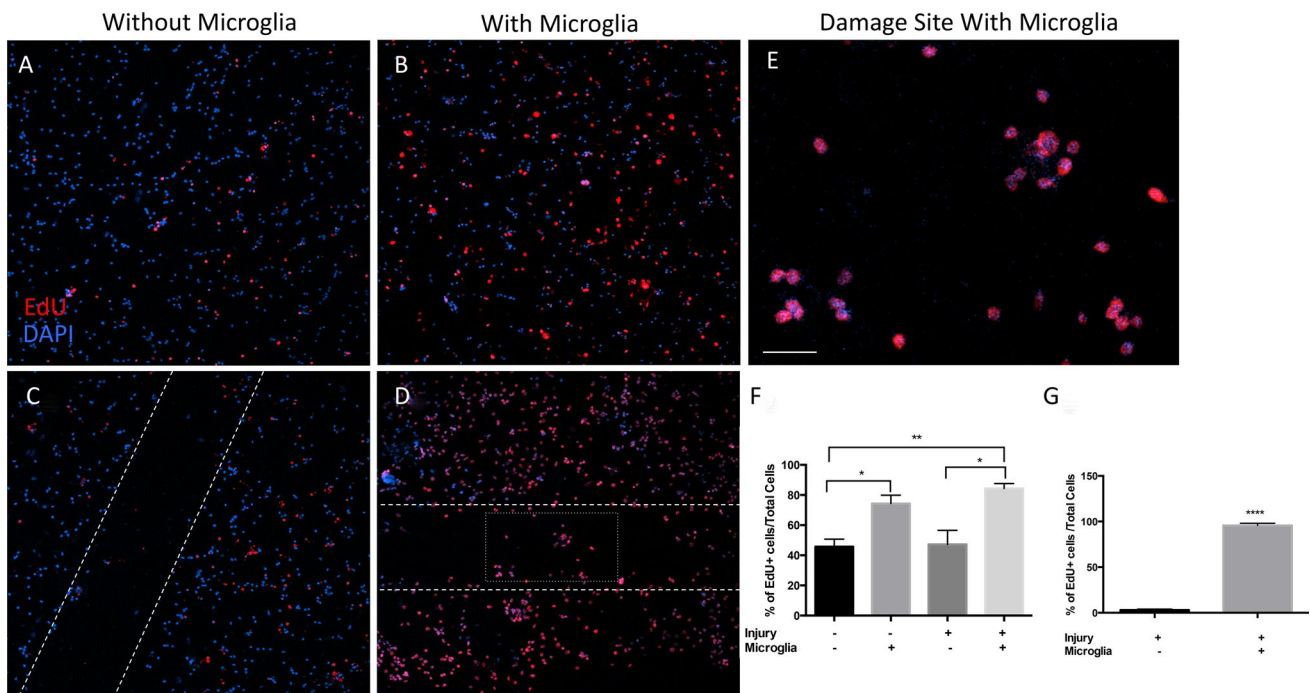 Without Microglia
With Microglia
Damage Site With Microglia
A
EdU
DAPI
B
E
C
D
F
% of EdU+ cells/Total Cells
100
80
60
40
20
0
*
**
*
Injury - - + +
Microglia - + - +
G
% of EdU+ cells /Total Cells
150
100
50
0
****
Injury + +
Microglia - +